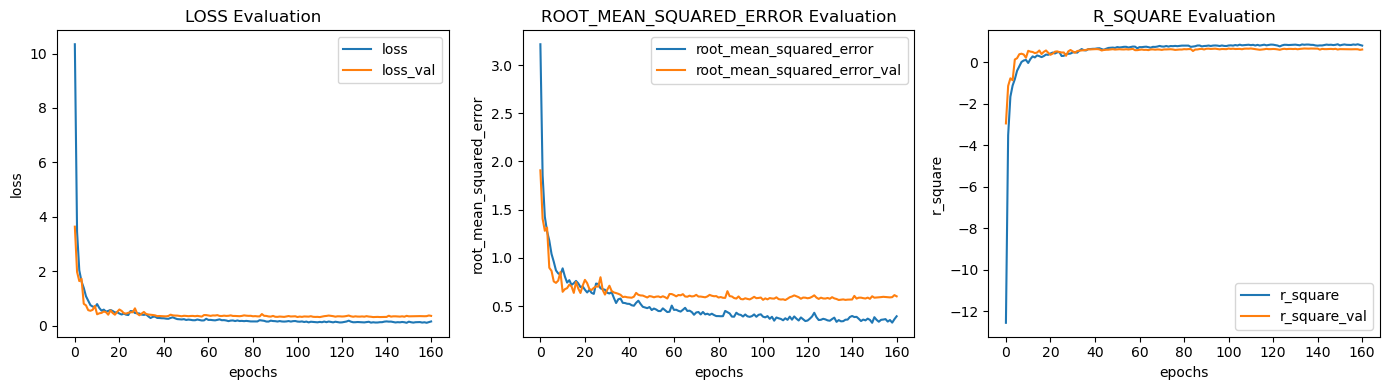 LOSS Evaluation
loss
loss_val
10
8
6
4
2
0
loss
0 20 40 60 80 100 120 140 160
epochs
ROOT_MEAN_SQUARED_ERROR Evaluation
root_mean_squared_error
root_mean_squared_error_val
3.0
2.5
2.0
1.5
1.0
0.5
root_mean_squared_error
0 20 40 60 80 100 120 140 160
epochs
R_SQUARE Evaluation
0
−2
−4
−6
−8
−10
−12
r_square
r_square
r_square_val
0 20 40 60 80 100 120 140 160
epochs